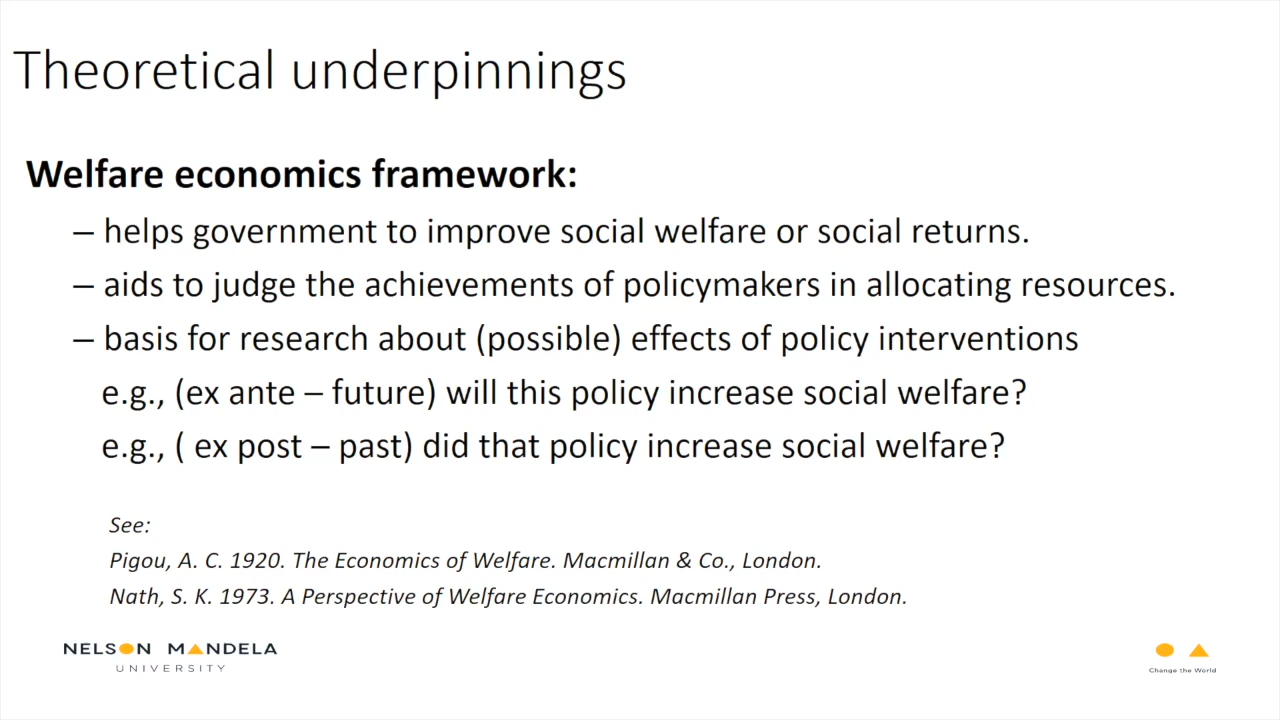 Theoretical underpinnings
Welfare economics framework:
– helps government to improve social welfare or social returns.
– aids to judge the achievements of policymakers in allocating resources.
– basis for research about (possible) effects of policy interventions
e.g., (ex ante – future) will this policy increase social welfare?
e.g., ( ex post – past) did that policy increase social welfare?
See:
Pigou, A. C. 1920. The Economics of Welfare. Macmillan & Co., London.
Nath, S. K. 1973. A Perspective of Welfare Economics. Macmillan Press, London.
NELSON MANDELA
UNIVERSITY
Change the World